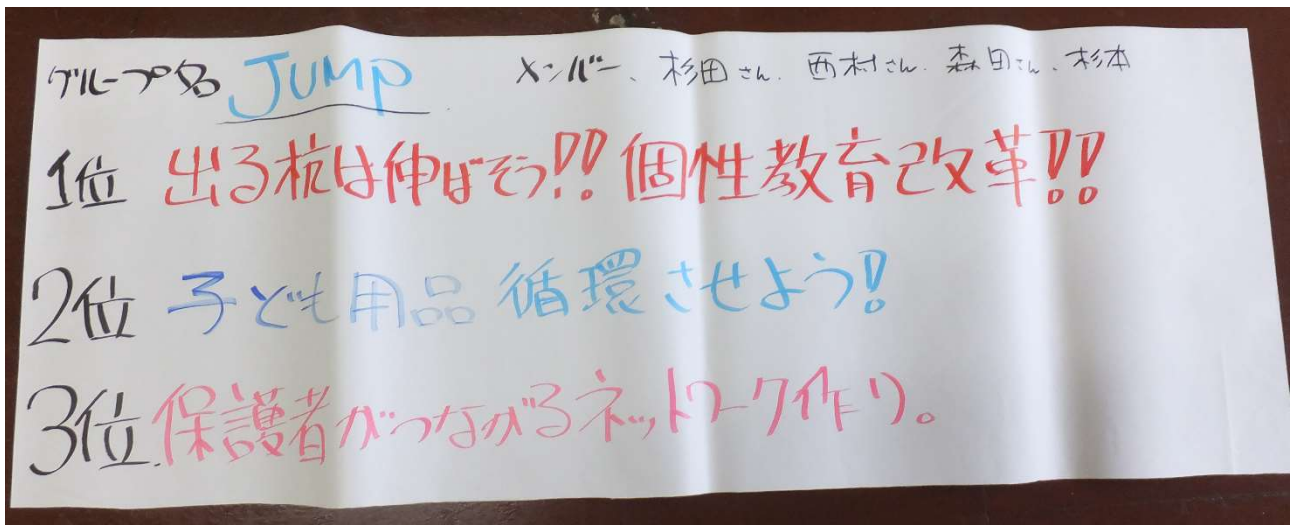 グループ名 JUMP メンバー、杉田さん、西村さん、森田さん、杉本
1位 出る杭は伸ばそう!! 個性教育改革!!
2位 子ども用品 循環させよう!
3位.保護者がつながるネットワーク作り。